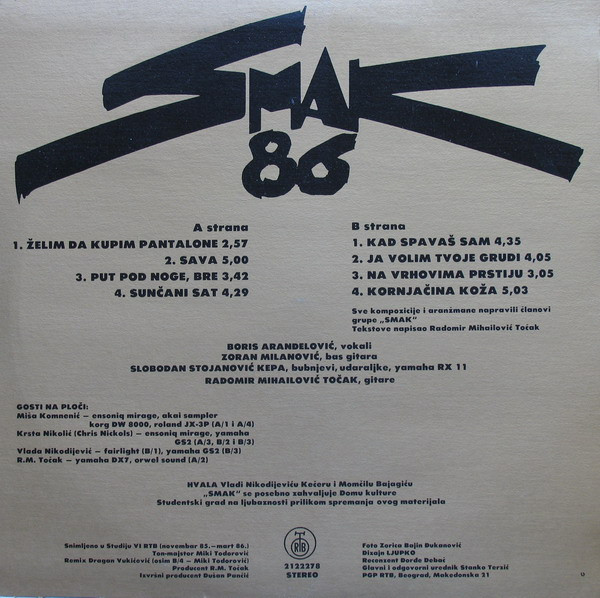 SMAK
86
A strana
1. ŽELIM DA KUPIM PANTALONE 2,57
2. SAVA 5,00
3. PUT POD NOGE, BRE 3,42
4. SUNČANI SAT 4,29
B strana
1. KAD SPAVAŠ SAM 4,35
2. JA VOLIM TVOJE GRUDI 4,05
3. NA VRHOVIMA PRSTIJU 3,05
4. KORNJAČINA KOŽA 5,03
Sve kompozicije i aranžmane napravili članovi
grupe „SMAK"
Tekstove napisao Radomir Mihailović Točak
BORIS ARANĐELOVIĆ, vokali
ZORAN MILANOVIĆ, bas gitara
SLOBODAN STOJANOVIĆ KEPA, bubnjevi, udaraljke, yamaha RX 11
RADOMIR MIHAILOVIĆ TOČAK, gitare
GOSTI NA PLOČI:
Miša Komnenić — ensoniq mirage, akai sampler
korg DW 8000, roland JX-3P (A/1 i A/4)
Krsta Nikolić (Chris Nickols) — ensoniq mirage, yamaha
GS2 (A/3, B/2 i B/3)
Vlada Nikodijević — fairlight (B/1), yamaha GS2 (B/3)
R.M. Točak — yamaha DX7, orwel sound (A/2)
HVALA Vladi Nikodijeviću Kečeru i Momčilu Bajagiću
„SMAK" se posebno zahvaljuje Domu kulture
Studentski grad na ljubaznosti prilikom spremanja ovog materijala
Snimljeno u Studiju VI RTB (novembar 85.—mart 86.)
Ton-majstor Miki Todorović
Remix Dragan Vukićević (osim B/4 — Miki Todorović)
Producent R.M. Točak
Izvršni producent Dušan Pančić
RTB
2122278
STEREO
Foto Zorica Bajin Đukanović
Dizajn LJUPKO
Recenzent Đorđe Debač
Glavni i odgovorni urednik Stanko Terzić
PGP RTB, Beograd, Makedonska 21